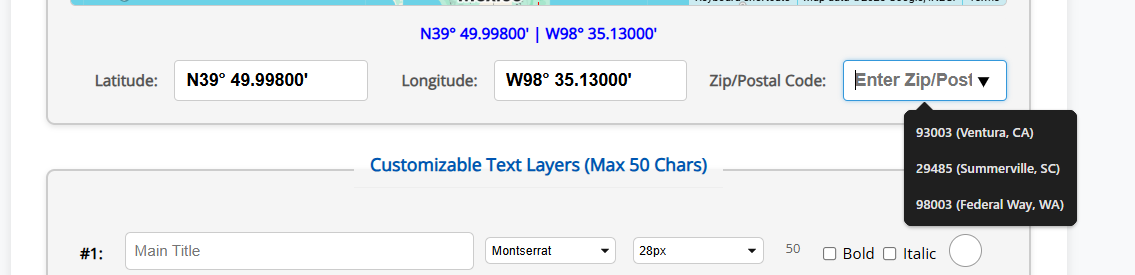 N39° 49.99800' | W98° 35.13000'
Latitude: N39° 49.99800' Longitude: W98° 35.13000' Zip/Postal Code: Enter Zip/Post
93003 (Ventura, CA)
29485 (Summerville, SC)
98003 (Federal Way, WA)
Customizable Text Layers (Max 50 Chars)
#1: Main Title Montserrat 28px 50 Bold Italic